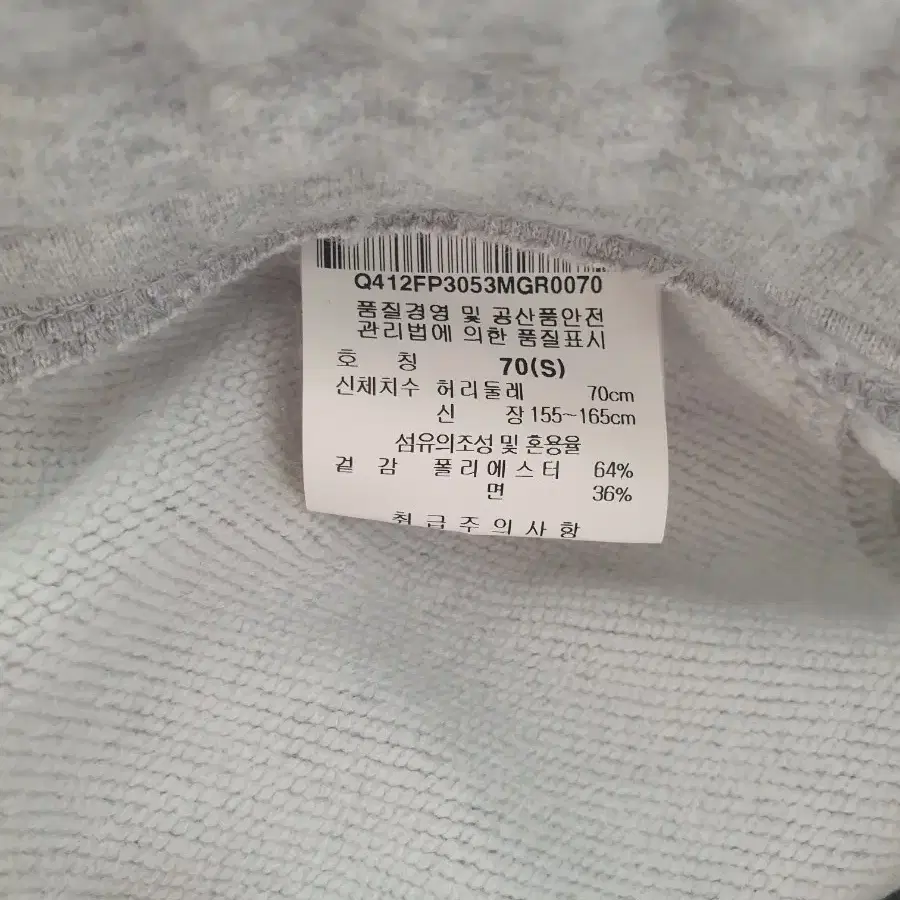 Q412FP3053MGR0070
품질경영 및 공산품안전
관리법에 의한 품질표시
호 칭 70(S)
신체치수 허리둘레 70cm
신 장 155~165cm
섬유의조성 및 혼용율
겉 감 폴리에스터 64%
면 36%
취급주의사항